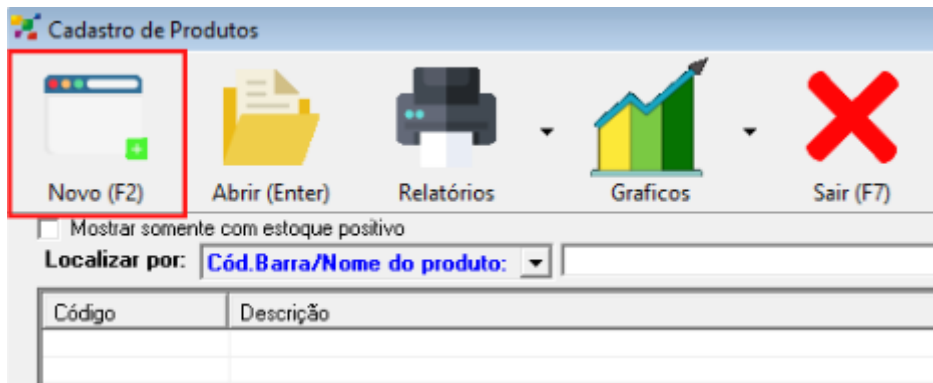 Cadastro de Produtos
Novo (F2) Abrir (Enter) Relatórios Graficos Sair (F7)
Mostrar somente com estoque positivo
Localizar por: Cód.Barra/Nome do produto:
Código Descrição